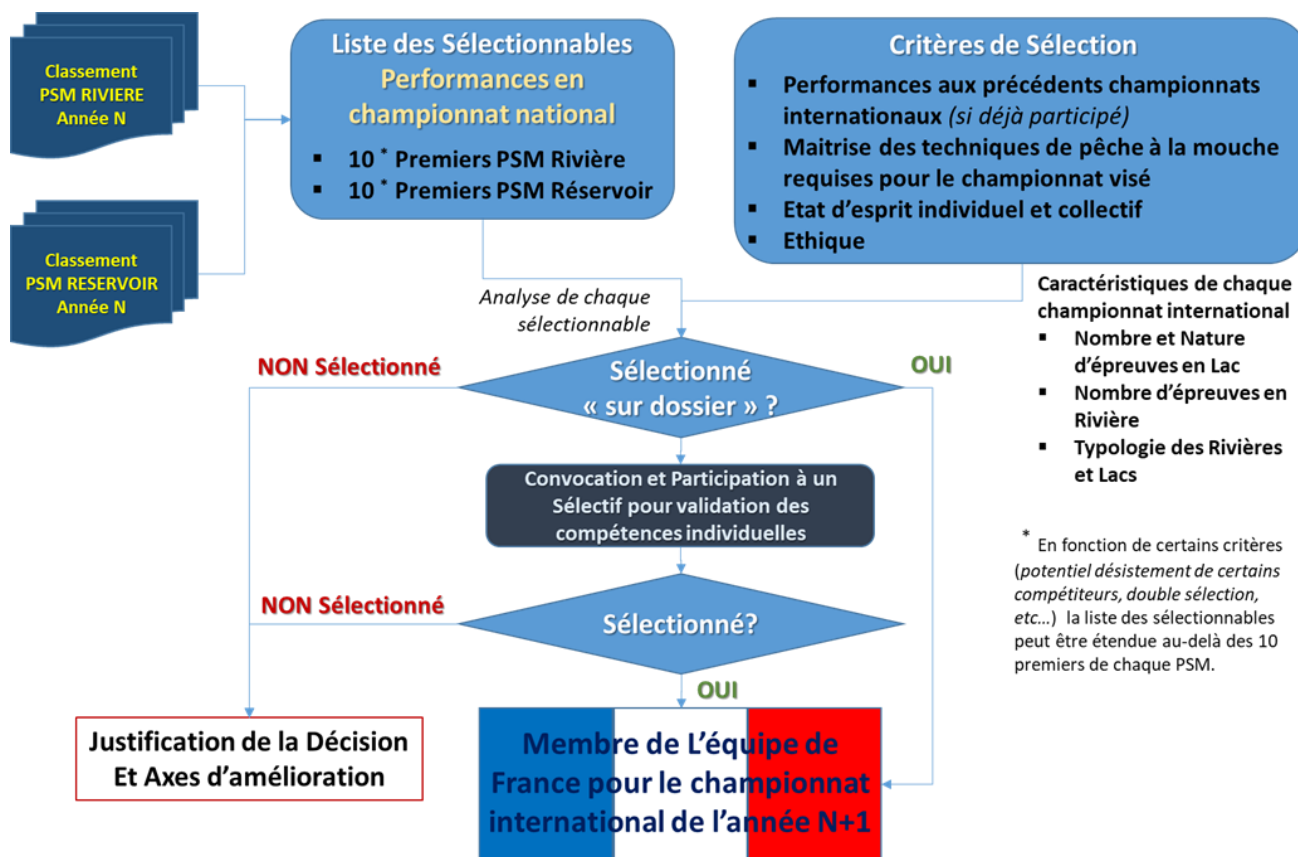 Classement
PSM RIVIERE
Année N
Classement
PSM RESERVOIR
Année N
Liste des Sélectionnables
Performances en
championnat national
▪ 10 * Premiers PSM Rivière
▪ 10 * Premiers PSM Réservoir
Critères de Sélection
▪ Performances aux précédents championnats
internationaux (si déjà participé)
▪ Maitrise des techniques de pêche à la mouche
requises pour le championnat visé
▪ Etat d'esprit individuel et collectif
▪ Ethique
Analyse de chaque
sélectionnable
Caractéristiques de chaque
championnat international
▪ Nombre et Nature
d'épreuves en Lac
▪ Nombre d'épreuves en
Rivière
▪ Typologie des Rivières
et Lacs
NON Sélectionné
Sélectionné
« sur dossier » ?
OUI
Convocation et Participation à un
Sélectif pour validation des
compétences individuelles
NON Sélectionné
Sélectionné?
OUI
* En fonction de certains critères
(potentiel désistement de certains
compétiteurs, double sélection,
etc...) la liste des sélectionnables
peut être étendue au-delà des 10
premiers de chaque PSM.
Justification de la Décision
Et Axes d'amélioration
Membre de L'équipe de
France pour le championnat
international de l'année N+1